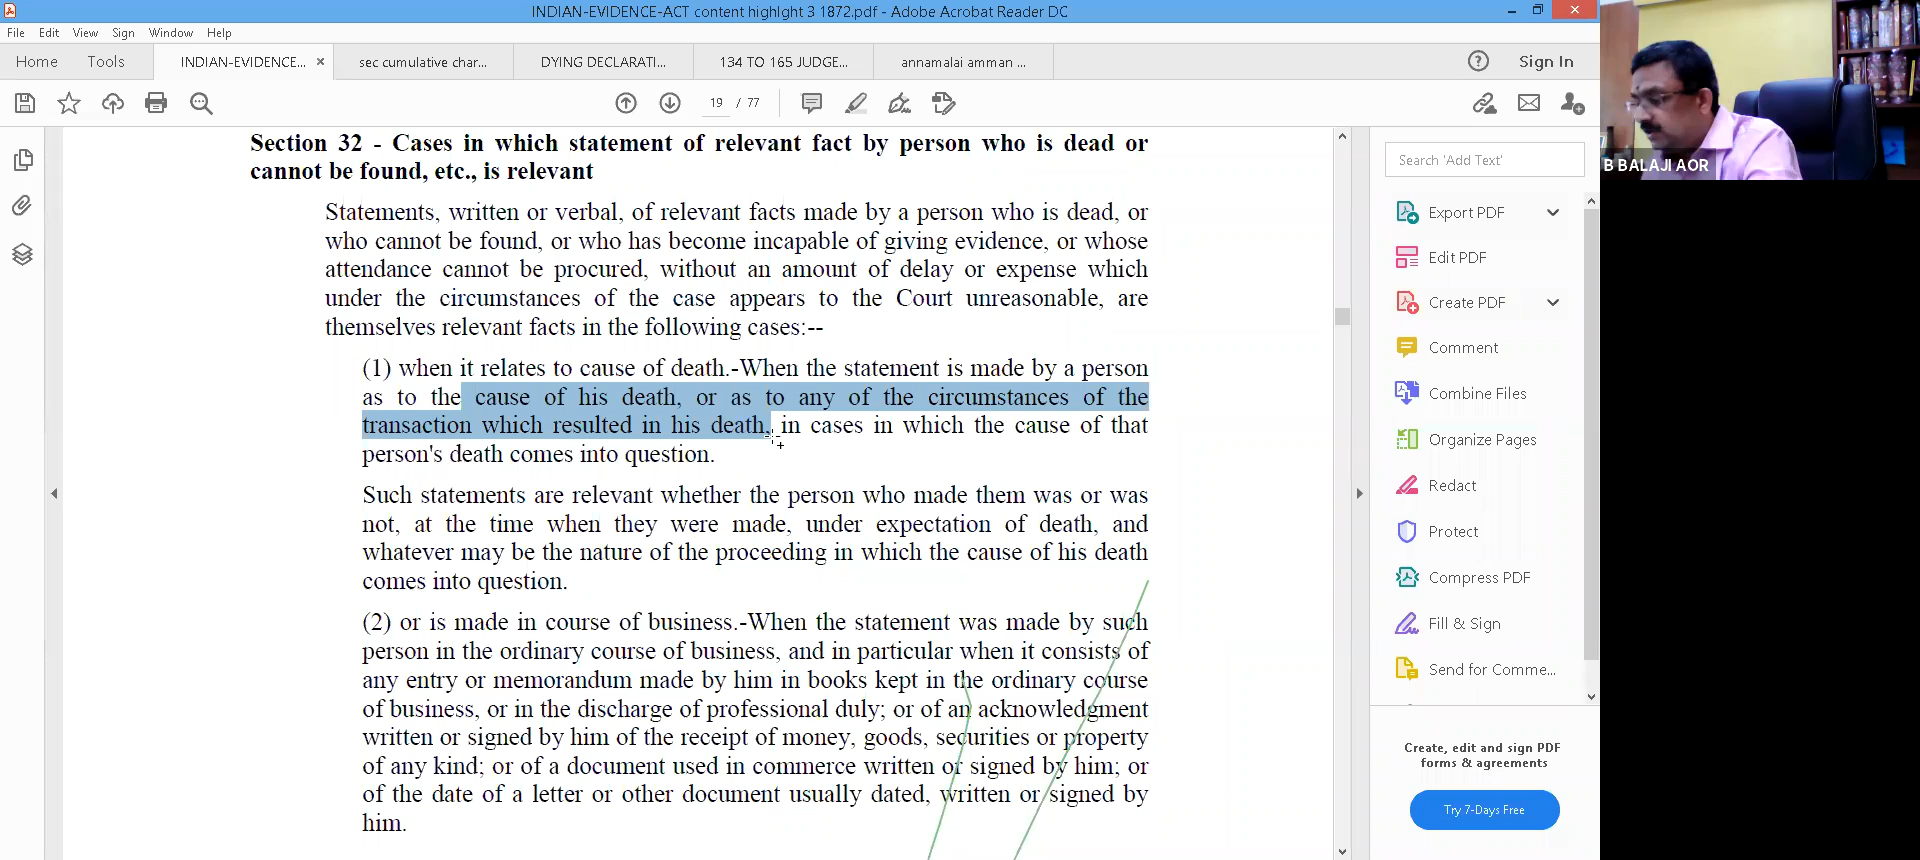 INDIAN-EVIDENCE-ACT content highlght 3 1872.pdf - Adobe Acrobat Reader DC
File Edit View Sign Window Help
Home Tools INDIAN-EVIDENCE... × sec cumulative char... DYING DECLARATI... 134 TO 165 JUDGE... annamalai amman ... Sign In
19 / 77
Section 32 - Cases in which statement of relevant fact by person who is dead or
cannot be found, etc., is relevant
Statements, written or verbal, of relevant facts made by a person who is dead, or
who cannot be found, or who has become incapable of giving evidence, or whose
attendance cannot be procured, without an amount of delay or expense which
under the circumstances of the case appears to the Court unreasonable, are
themselves relevant facts in the following cases:--
(1) when it relates to cause of death.-When the statement is made by a person
as to the cause of his death, or as to any of the circumstances of the
transaction which resulted in his death, in cases in which the cause of that
person's death comes into question.
Such statements are relevant whether the person who made them was or was
not, at the time when they were made, under expectation of death, and
whatever may be the nature of the proceeding in which the cause of his death
comes into question.
(2) or is made in course of business.-When the statement was made by such
person in the ordinary course of business, and in particular when it consists of
any entry or memorandum made by him in books kept in the ordinary course
of business, or in the discharge of professional duly; or of an acknowledgment
written or signed by him of the receipt of money, goods, securities or property
of any kind; or of a document used in commerce written or signed by him; or
of the date of a letter or other document usually dated, written or signed by
him.
Search 'Add Text'
Export PDF
Edit PDF
Create PDF
Comment
Combine Files
Organize Pages
Redact
Protect
Compress PDF
Fill & Sign
Send for Comme...
Create, edit and sign PDF
forms & agreements
Try 7-Days Free
B BALAJI AOR